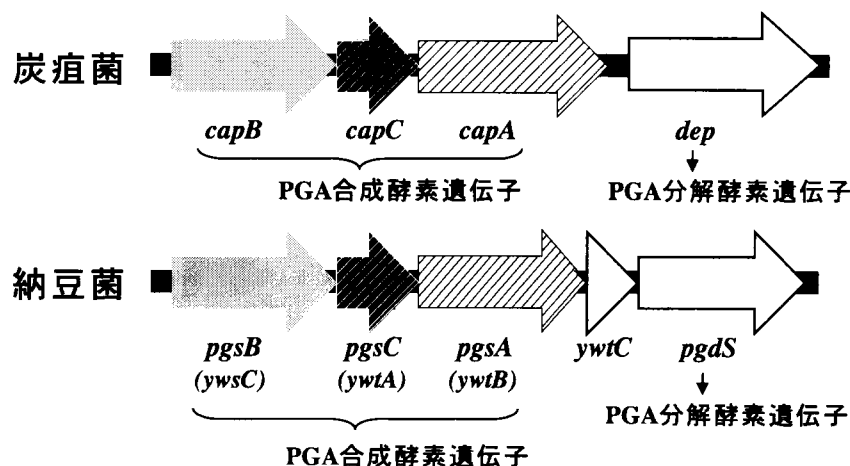 炭疽菌
capB capC capA dep
PGA合成酵素遺伝子 PGA分解酵素遺伝子
納豆菌
pgsB pgsC pgsA ywtC pgdS
(ywsC) (ywtA) (ywtB)
PGA分解酵素遺伝子
PGA合成酵素遺伝子